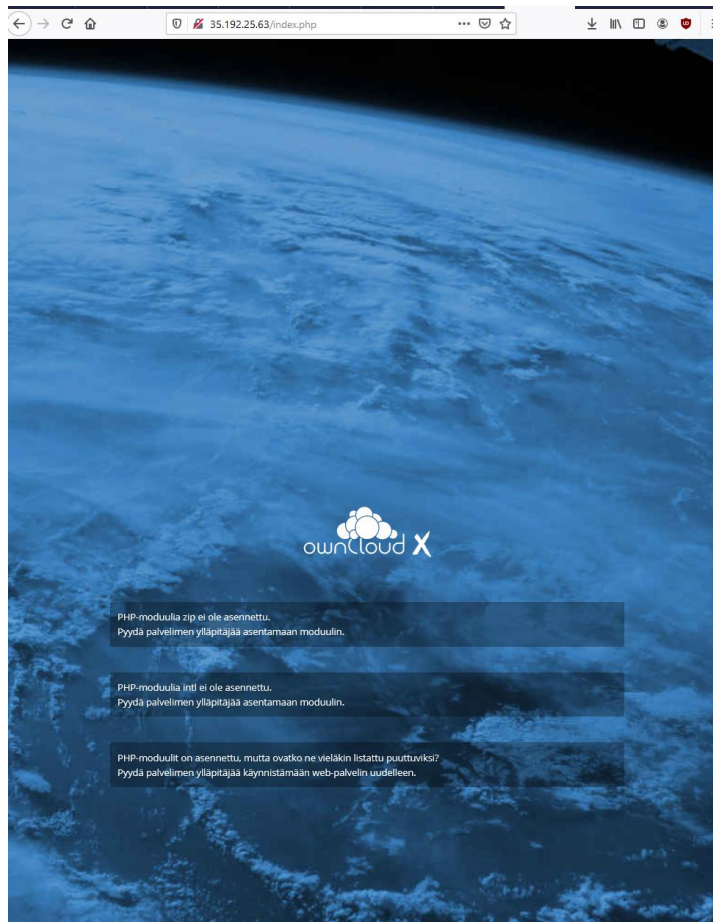 35.192.25.63/index.php
ownCloud X
PHP-moduulia zip ei ole asennettu.
Pyydä palvelimen ylläpitäjää asentamaan moduulin.
PHP-moduulia intl ei ole asennettu.
Pyydä palvelimen ylläpitäjää asentamaan moduulin.
PHP-moduulit on asennettu, mutta ovatko ne vieläkin listattu puuttuviksi?
Pyydä palvelimen ylläpitäjää käynnistämään web-palvelin uudelleen.